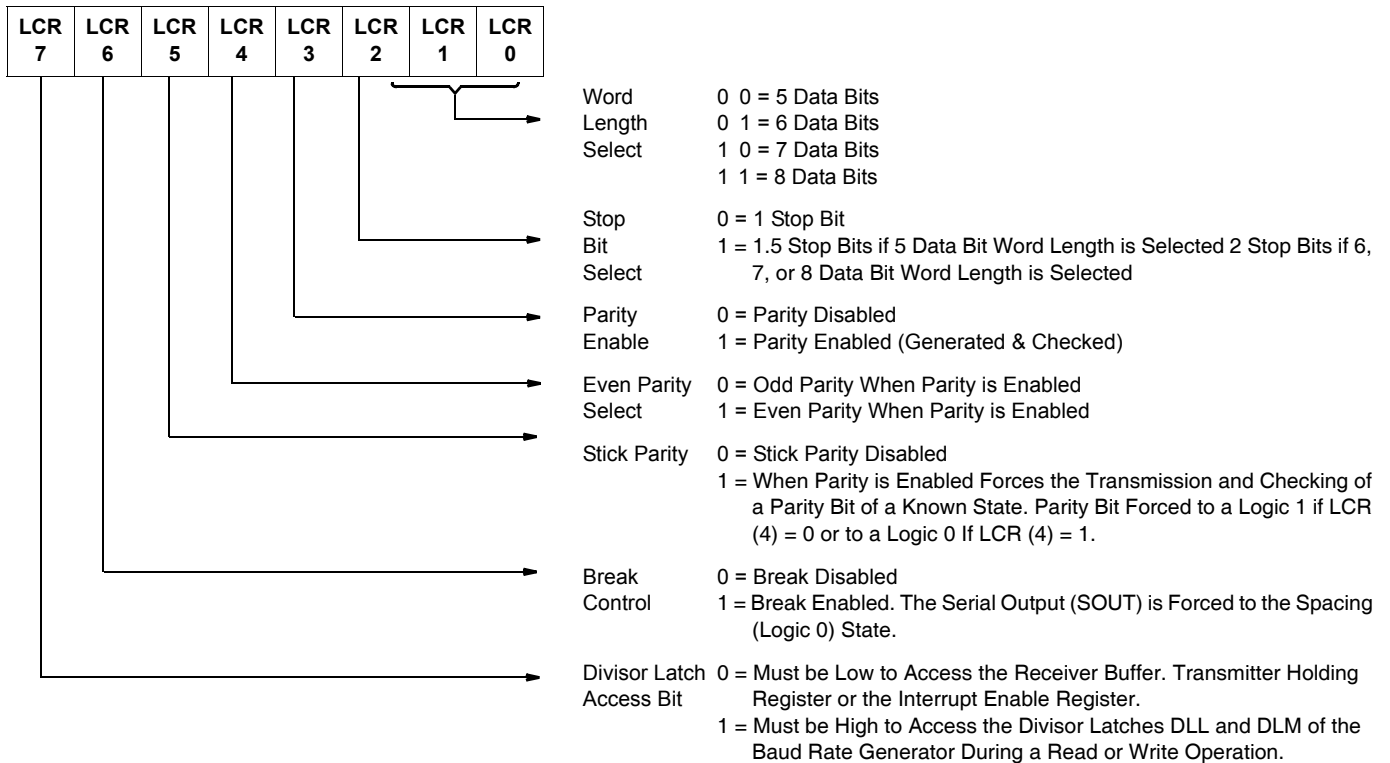 LCR LCR LCR LCR LCR LCR LCR LCR
7 6 5 4 3 2 1 0
Word 0 0 = 5 Data Bits
Length 0 1 = 6 Data Bits
Select 1 0 = 7 Data Bits
1 1 = 8 Data Bits
Stop 0 = 1 Stop Bit
Bit 1 = 1.5 Stop Bits if 5 Data Bit Word Length is Selected 2 Stop Bits if 6,
Select 7, or 8 Data Bit Word Length is Selected
Parity 0 = Parity Disabled
Enable 1 = Parity Enabled (Generated & Checked)
Even Parity 0 = Odd Parity When Parity is Enabled
Select 1 = Even Parity When Parity is Enabled
Stick Parity 0 = Stick Parity Disabled
1 = When Parity is Enabled Forces the Transmission and Checking of
a Parity Bit of a Known State. Parity Bit Forced to a Logic 1 if LCR
(4) = 0 or to a Logic 0 If LCR (4) = 1.
Break 0 = Break Disabled
Control 1 = Break Enabled. The Serial Output (SOUT) is Forced to the Spacing
(Logic 0) State.
Divisor Latch 0 = Must be Low to Access the Receiver Buffer. Transmitter Holding
Access Bit Register or the Interrupt Enable Register.
1 = Must be High to Access the Divisor Latches DLL and DLM of the
Baud Rate Generator During a Read or Write Operation.